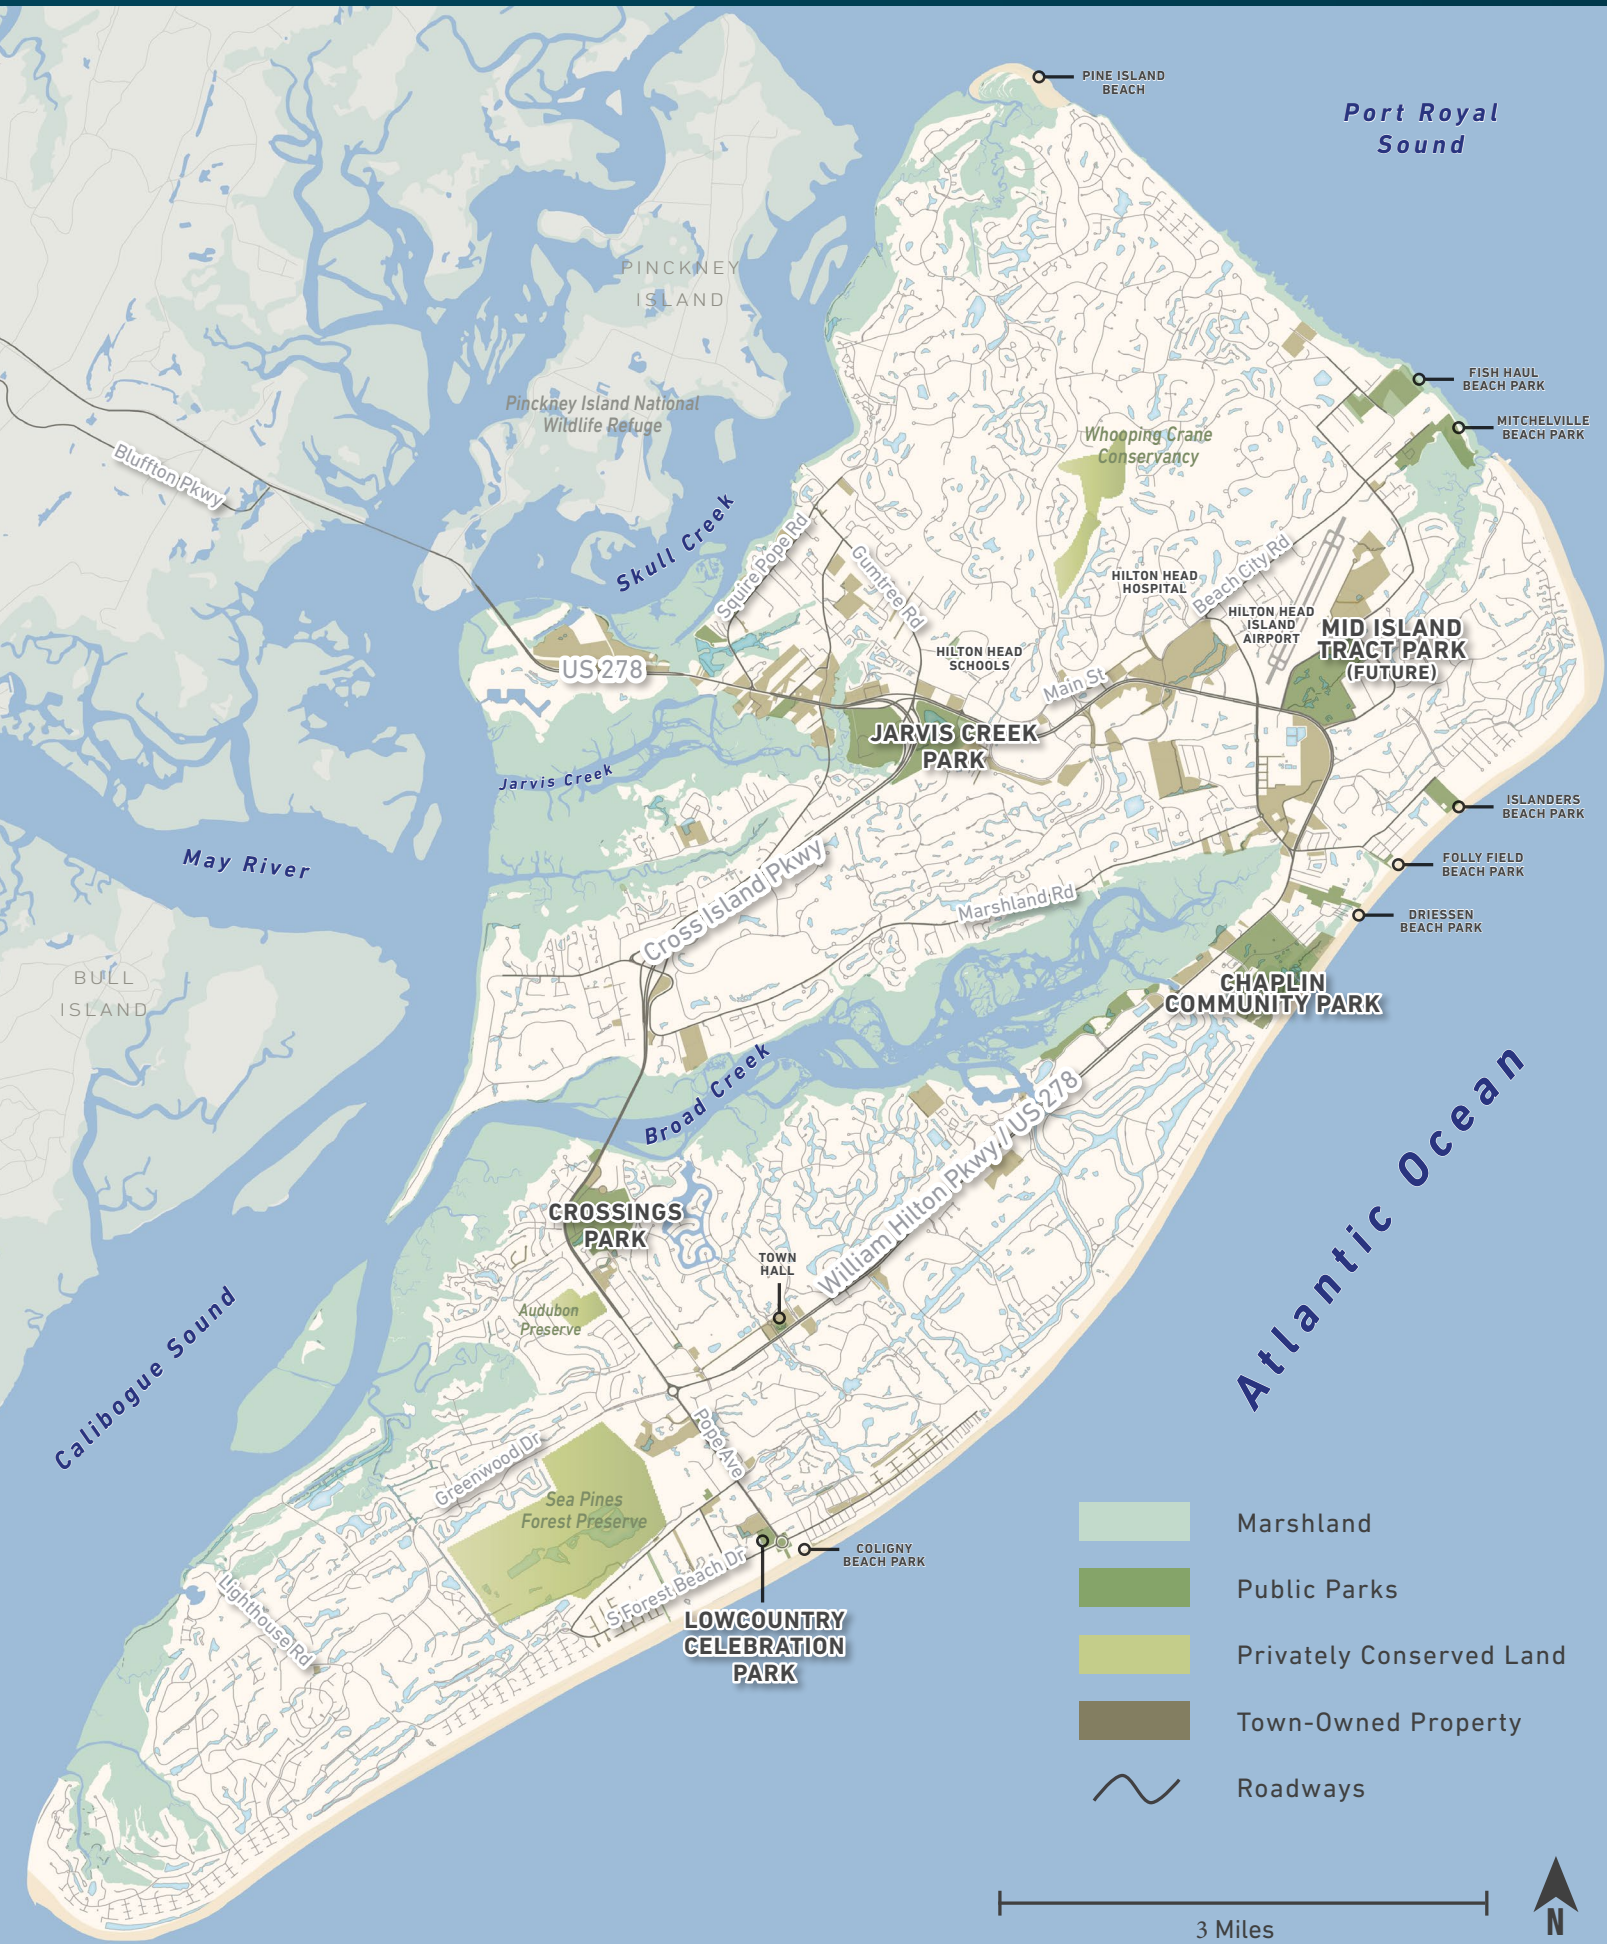 PINE ISLAND
BEACH
Port Royal
Sound
PINCKNEY
ISLAND
Pinckney Island National
Wildlife Refuge
FISH HAUL
BEACH PARK
MITCHELVILLE
BEACH PARK
Whooping Crane
Conservancy
Bluffton Pkwy
Skull Creek
Squire Pope Rd
Gumtree Rd
Beach City Rd
HILTON HEAD
HOSPITAL
HILTON HEAD
ISLAND
AIRPORT
MID ISLAND
TRACT PARK
(FUTURE)
HILTON HEAD
SCHOOLS
US 278
Main St
JARVIS CREEK
PARK
Jarvis Creek
ISLANDERS
BEACH PARK
May River
Cross Island Pkwy
FOLLY FIELD
BEACH PARK
Marshland Rd
DRIESSEN
BEACH PARK
BULL
ISLAND
CHAPLIN
COMMUNITY PARK
Broad Creek
William Hilton Pkwy / US 278
Atlantic Ocean
CROSSINGS
PARK
TOWN
HALL
Audubon
Preserve
Calibogue Sound
Pope Ave
Greenwood Dr
Sea Pines
Forest Preserve
COLIGNY
BEACH PARK
S Forest Beach Dr
Lighthouse Rd
LOWCOUNTRY
CELEBRATION
PARK
Marshland
Public Parks
Privately Conserved Land
Town-Owned Property
Roadways
3 Miles
N